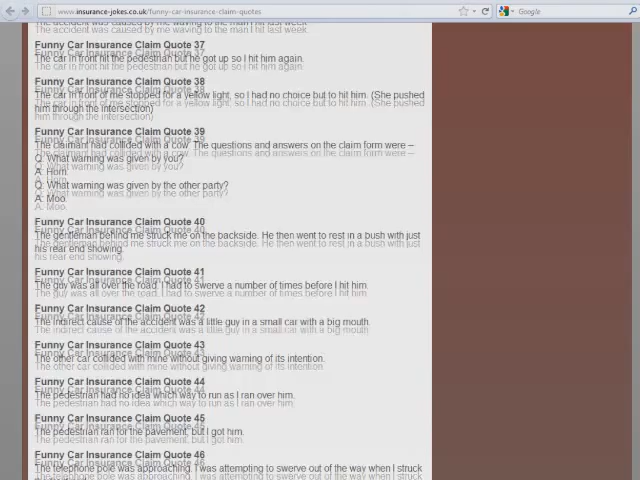 www.insurance-jokes.co.uk/funny-car-insurance-claim-quotes
Google
The accident was caused by me waving to the man I hit last week
Funny Car Insurance Claim Quote 37
The car in front hit the pedestrian but he got up so I hit him again.
Funny Car Insurance Claim Quote 38
The car in front of me stopped for a yellow light, so I had no choice but to hit him. (She pushed
him through the intersection)
Funny Car Insurance Claim Quote 39
The claimant had collided with a cow. The questions and answers on the claim form were –
Q: What warning was given by you?
A: Horn.
Q: What warning was given by the other party?
A: Moo.
Funny Car Insurance Claim Quote 40
The gentleman behind me struck me on the backside. He then went to rest in a bush with just
his rear end showing.
Funny Car Insurance Claim Quote 41
The guy was all over the road. I had to swerve a number of times before I hit him.
Funny Car Insurance Claim Quote 42
The indirect cause of the accident was a little guy in a small car with a big mouth.
Funny Car Insurance Claim Quote 43
The other car collided with mine without giving warning of its intention.
Funny Car Insurance Claim Quote 44
The pedestrian had no idea which way to run as I ran over him.
Funny Car Insurance Claim Quote 45
The pedestrian ran for the pavement, but I got him.
Funny Car Insurance Claim Quote 46
The telephone pole was approaching. I was attempting to swerve out of the way when I struck